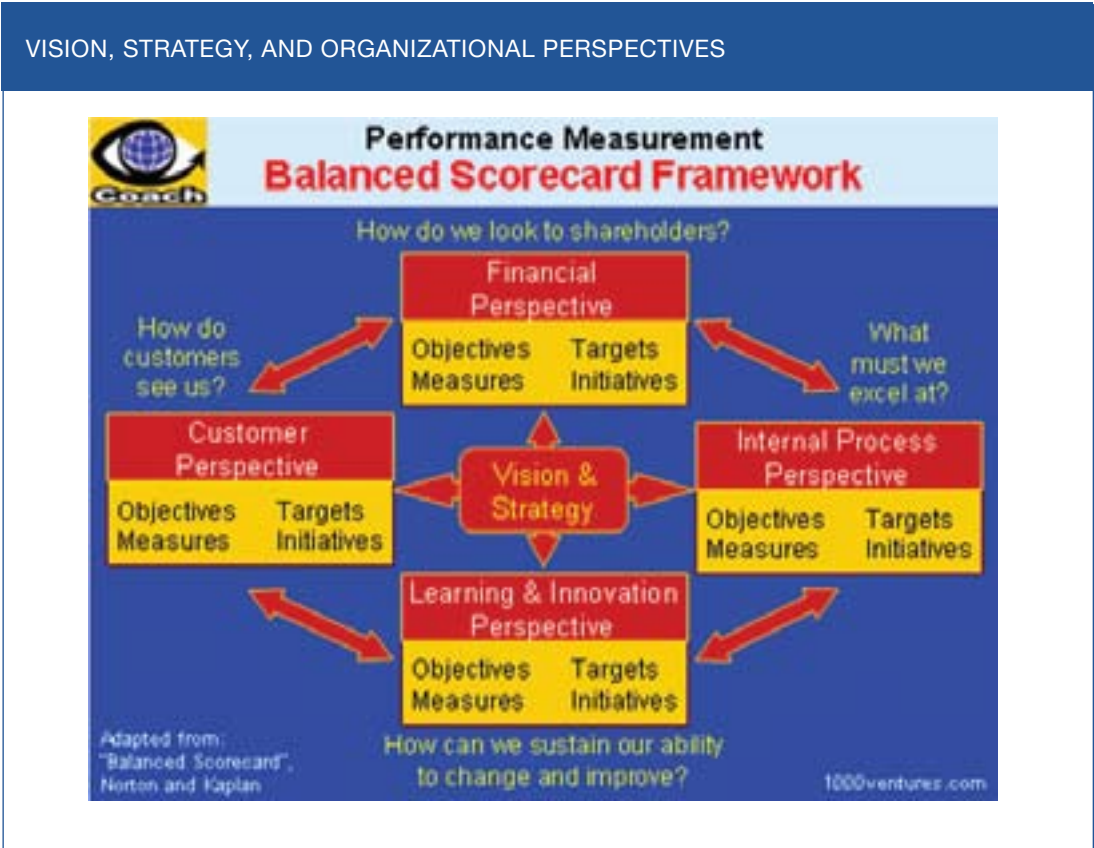 VISION, STRATEGY, AND ORGANIZATIONAL PERSPECTIVES
Coach
Performance Measurement
Balanced Scorecard Framework
How do we look to shareholders?
Financial
Perspective
Objectives Targets
Measures Initiatives
How do
customers
see us?
What
must we
excel at?
Customer
Perspective
Objectives Targets
Measures Initiatives
Vision &
Strategy
Internal Process
Perspective
Objectives Targets
Measures Initiatives
Learning & Innovation
Perspective
Objectives Targets
Measures Initiatives
How can we sustain our ability
to change and improve?
Adapted from
"Balanced Scorecard",
Norton and Kaplan
1000ventures.com